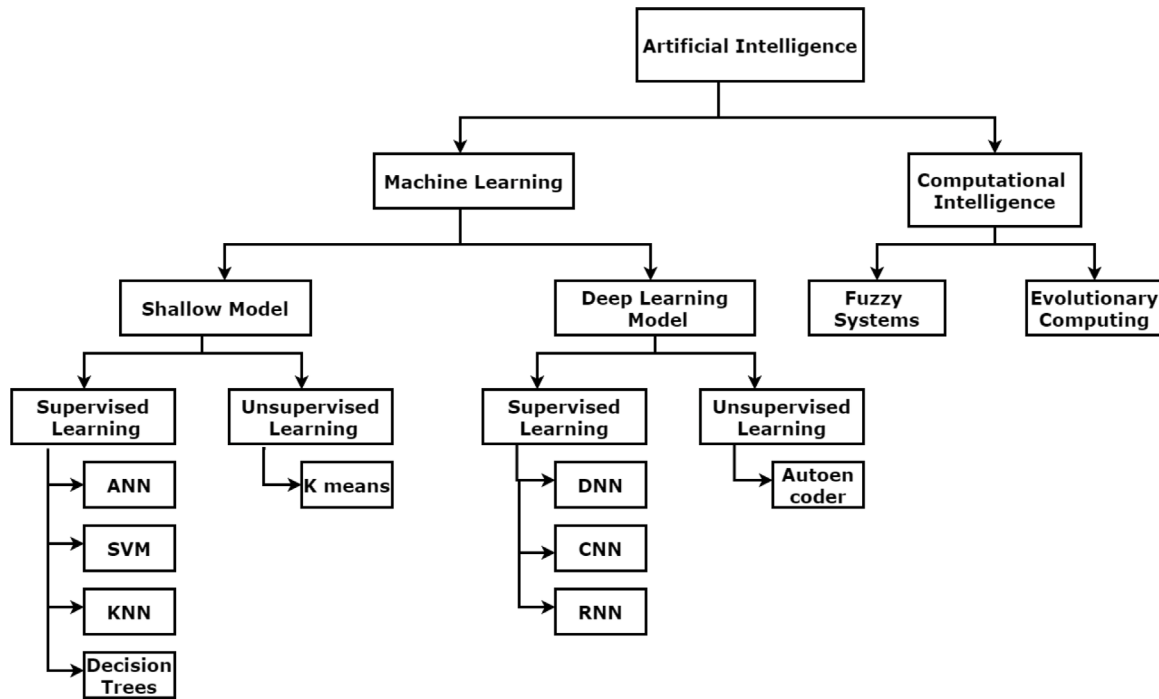 Artificial Intelligence
Machine Learning
Computational
Intelligence
Shallow Model
Deep Learning
Model
Fuzzy
Systems
Evolutionary
Computing
Supervised
Learning
Unsupervised
Learning
Supervised
Learning
Unsupervised
Learning
ANN
SVM
KNN
Decision
Trees
K means
DNN
CNN
RNN
Autoen
coder